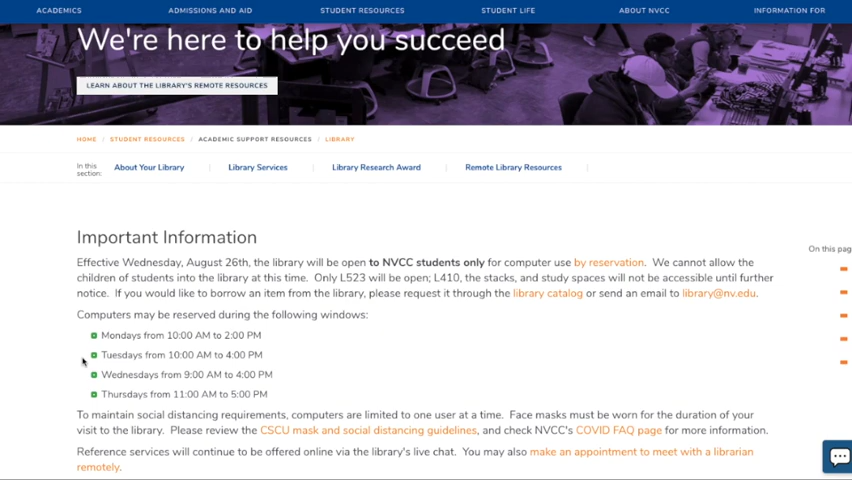 ACADEMICS ADMISSIONS AND AID STUDENT RESOURCES STUDENT LIFE ABOUT NVCC INFORMATION FOR
We're here to help you succeed
LEARN ABOUT THE LIBRARY'S REMOTE RESOURCES
HOME / STUDENT RESOURCES / ACADEMIC SUPPORT RESOURCES / LIBRARY
In this section: About Your Library | Library Services | Library Research Award | Remote Library Resources |
Important Information
On this pag
Effective Wednesday, August 26th, the library will be open to NVCC students only for computer use by reservation. We cannot allow the
children of students into the library at this time. Only L523 will be open; L410, the stacks, and study spaces will not be accessible until further
notice. If you would like to borrow an item from the library, please request it through the library catalog or send an email to library@nv.edu.
Computers may be reserved during the following windows:
Mondays from 10:00 AM to 2:00 PM
Tuesdays from 10:00 AM to 4:00 PM
Wednesdays from 9:00 AM to 4:00 PM
Thursdays from 11:00 AM to 5:00 PM
To maintain social distancing requirements, computers are limited to one user at a time. Face masks must be worn for the duration of your
visit to the library. Please review the CSCU mask and social distancing guidelines, and check NVCC's COVID FAQ page for more information.
Reference services will continue to be offered online via the library's live chat. You may also make an appointment to meet with a librarian
remotely.